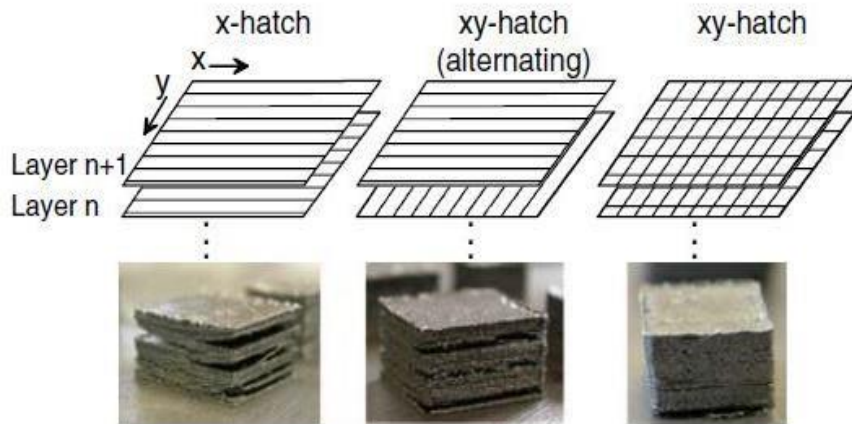 x-hatch
xy-hatch
(alternating)
xy-hatch
x
y
Layer n+1
Layer n